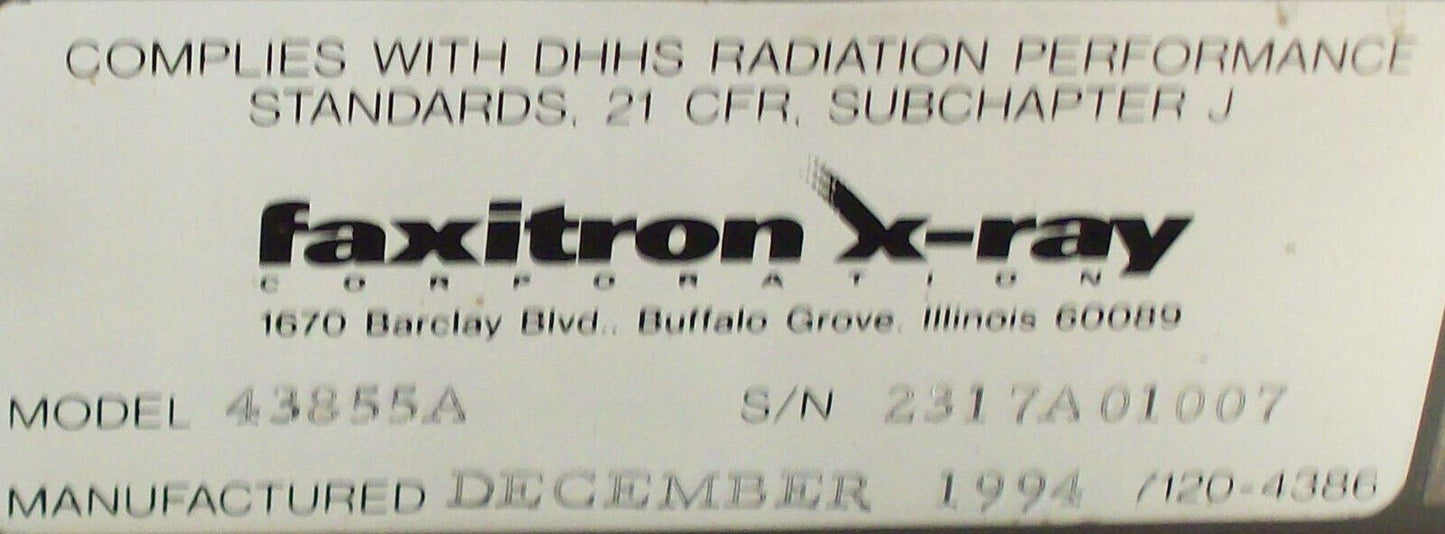 COMPLIES WITH DHHS RADIATION PERFORMANCE
STANDARDS, 21 CFR, SUBCHAPTER J
faxitron x-ray
CORPORATION
1670 Barclay Blvd., Buffalo Grove, Illinois 60089
MODEL 43855A S/N 2317A01007
MANUFACTURED DECEMBER 1994 7120-4386